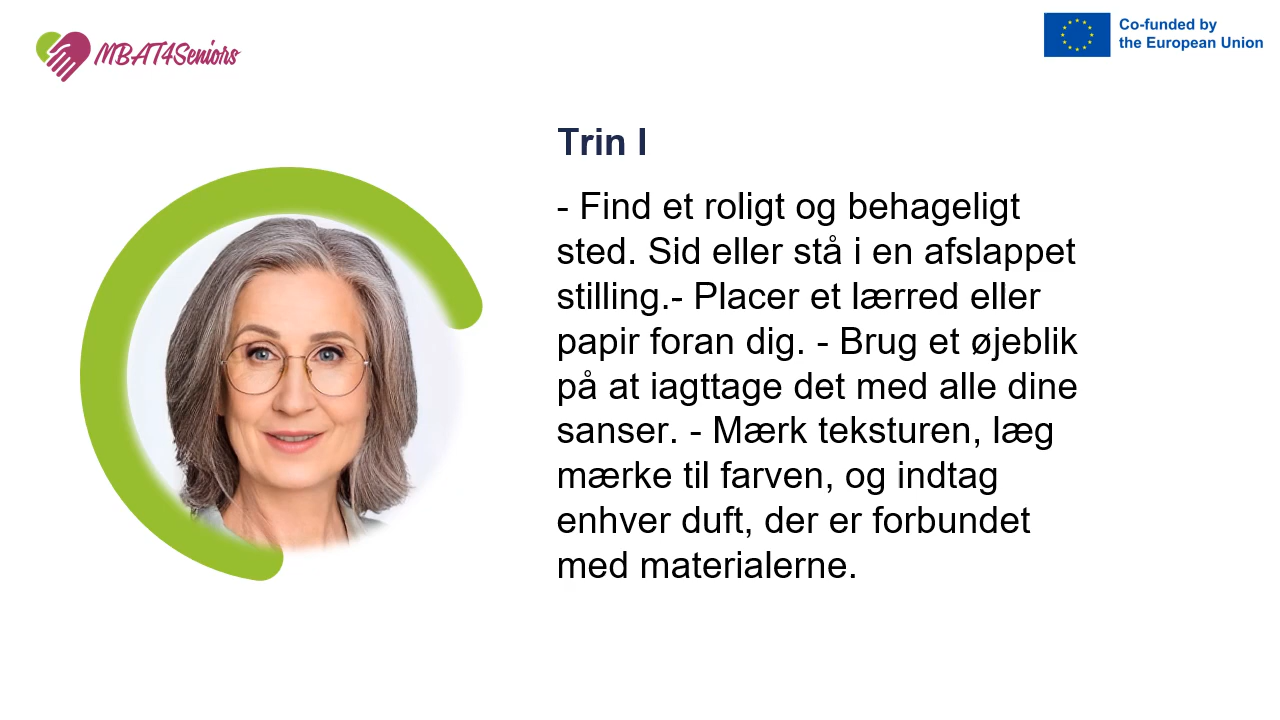 MBAT4Seniors
Co-funded by
the European Union
Trin I
- Find et roligt og behageligt
sted. Sid eller stå i en afslappet
stilling.- Placer et lærred eller
papir foran dig. - Brug et øjeblik
på at iagttage det med alle dine
sanser. - Mærk teksturen, læg
mærke til farven, og indtag
enhver duft, der er forbundet
med materialerne.